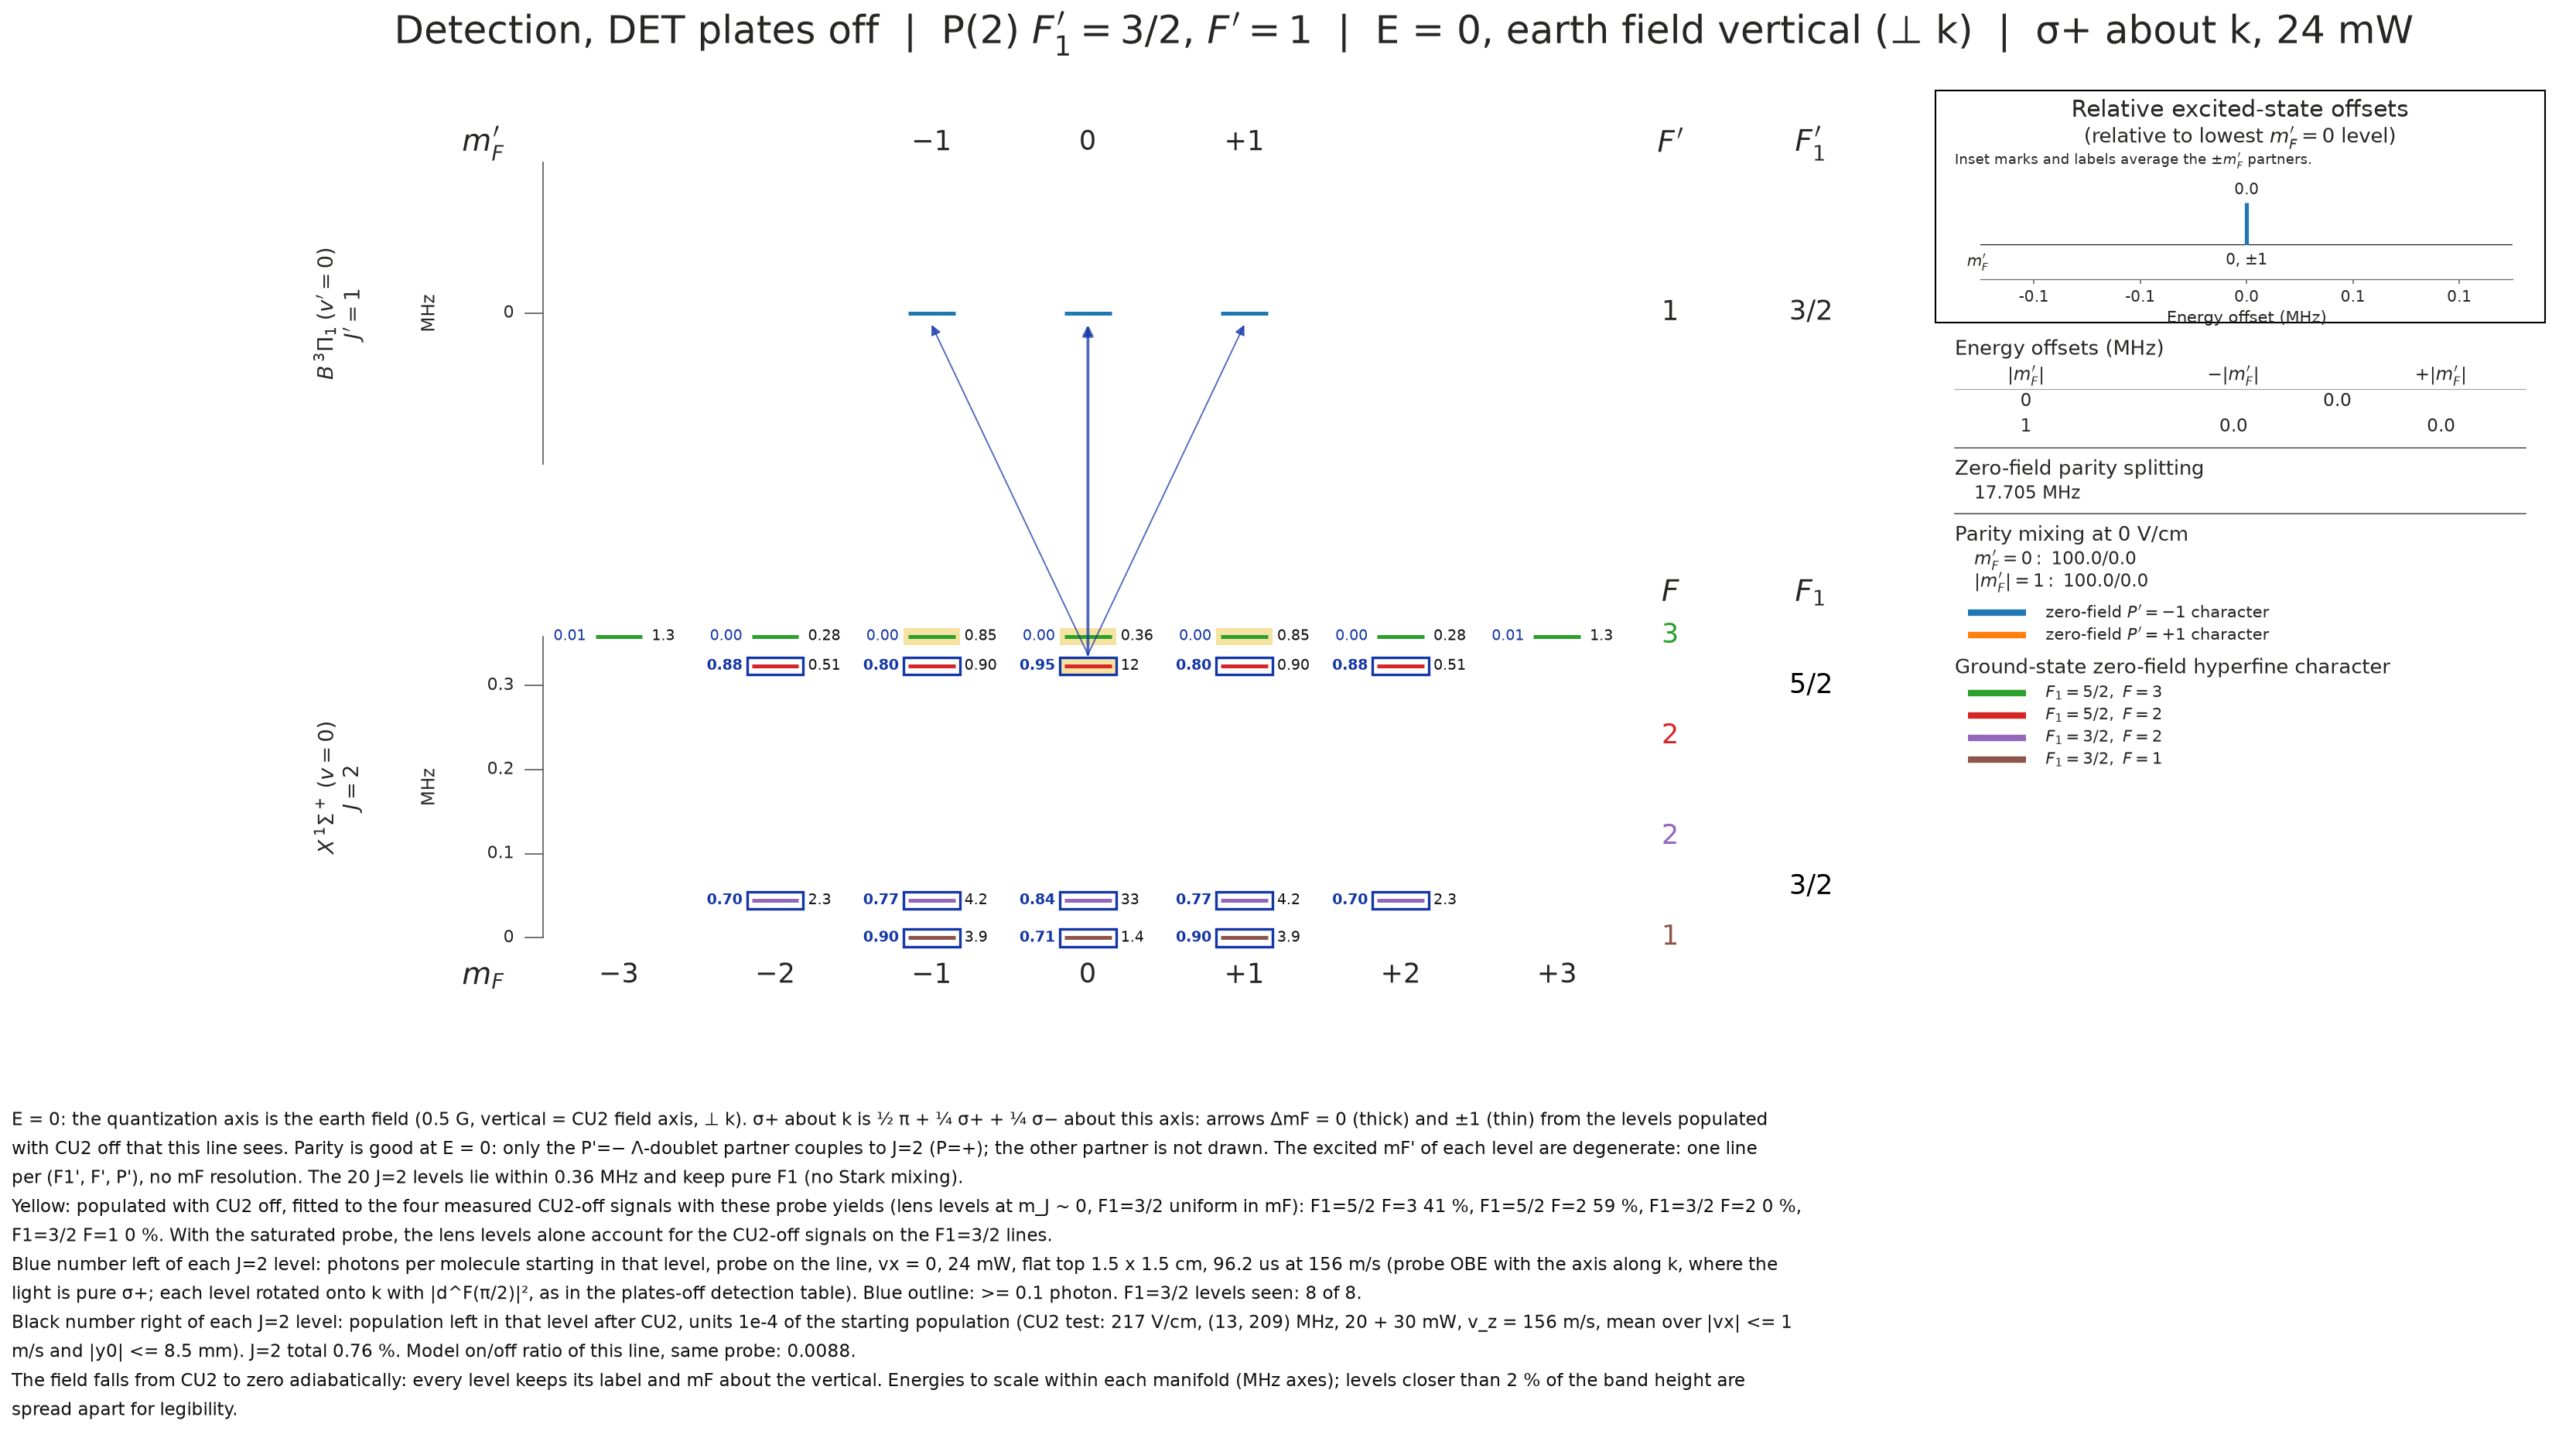 Detection, DET plates off | P(2) F₁′ = 3/2, F′ = 1 | E = 0, earth field vertical (⊥ k) | σ+ about k, 24 mW
m′F −1 0 +1 F′ F′₁
B ³Π₁ (v′ = 0)
J′ = 1
MHz
0
1 3/2
Relative excited-state offsets
(relative to lowest m′F = 0 level)
Inset marks and labels average the ±m′F partners.
0.0
m′F 0, ±1
-0.1 -0.1 0.0 0.1 0.1
Energy offset (MHz)
Energy offsets (MHz)
|m′F| −|m′F| +|m′F|
0 0.0
1 0.0 0.0
Zero-field parity splitting
17.705 MHz
Parity mixing at 0 V/cm
m′F = 0 : 100.0/0.0
|m′F| = 1 : 100.0/0.0
zero-field P′ = −1 character
zero-field P′ = +1 character
Ground-state zero-field hyperfine character
F₁ = 5/2, F = 3
F₁ = 5/2, F = 2
F₁ = 3/2, F = 2
F₁ = 3/2, F = 1
F F₁
0.01 1.3 0.00 0.28 0.00 0.85 0.00 0.36 0.00 0.85 0.00 0.28 0.01 1.3 3
0.88 0.51 0.80 0.90 0.95 12 0.80 0.90 0.88 0.51
0.3
5/2
2
0.2
X ¹Σ⁺ (v = 0)
J = 2
MHz
2
0.1
3/2
0.70 2.3 0.77 4.2 0.84 33 0.77 4.2 0.70 2.3
0 0.90 3.9 0.71 1.4 0.90 3.9 1
mF −3 −2 −1 0 +1 +2 +3
E = 0: the quantization axis is the earth field (0.5 G, vertical = CU2 field axis, ⊥ k). σ+ about k is ½ π + ¼ σ+ + ¼ σ− about this axis: arrows ΔmF = 0 (thick) and ±1 (thin) from the levels populated
with CU2 off that this line sees. Parity is good at E = 0: only the P'=− Λ-doublet partner couples to J=2 (P=+); the other partner is not drawn. The excited mF' of each level are degenerate: one line
per (F1', F', P'), no mF resolution. The 20 J=2 levels lie within 0.36 MHz and keep pure F1 (no Stark mixing).
Yellow: populated with CU2 off, fitted to the four measured CU2-off signals with these probe yields (lens levels at m_J ~ 0, F1=3/2 uniform in mF): F1=5/2 F=3 41 %, F1=5/2 F=2 59 %, F1=3/2 F=2 0 %,
F1=3/2 F=1 0 %. With the saturated probe, the lens levels alone account for the CU2-off signals on the F1=3/2 lines.
Blue number left of each J=2 level: photons per molecule starting in that level, probe on the line, vx = 0, 24 mW, flat top 1.5 x 1.5 cm, 96.2 us at 156 m/s (probe OBE with the axis along k, where the
light is pure σ+; each level rotated onto k with |d^F(π/2)|², as in the plates-off detection table). Blue outline: >= 0.1 photon. F1=3/2 levels seen: 8 of 8.
Black number right of each J=2 level: population left in that level after CU2, units 1e-4 of the starting population (CU2 test: 217 V/cm, (13, 209) MHz, 20 + 30 mW, v_z = 156 m/s, mean over |vx| <= 1
m/s and |y0| <= 8.5 mm). J=2 total 0.76 %. Model on/off ratio of this line, same probe: 0.0088.
The field falls from CU2 to zero adiabatically: every level keeps its label and mF about the vertical. Energies to scale within each manifold (MHz axes); levels closer than 2 % of the band height are
spread apart for legibility.